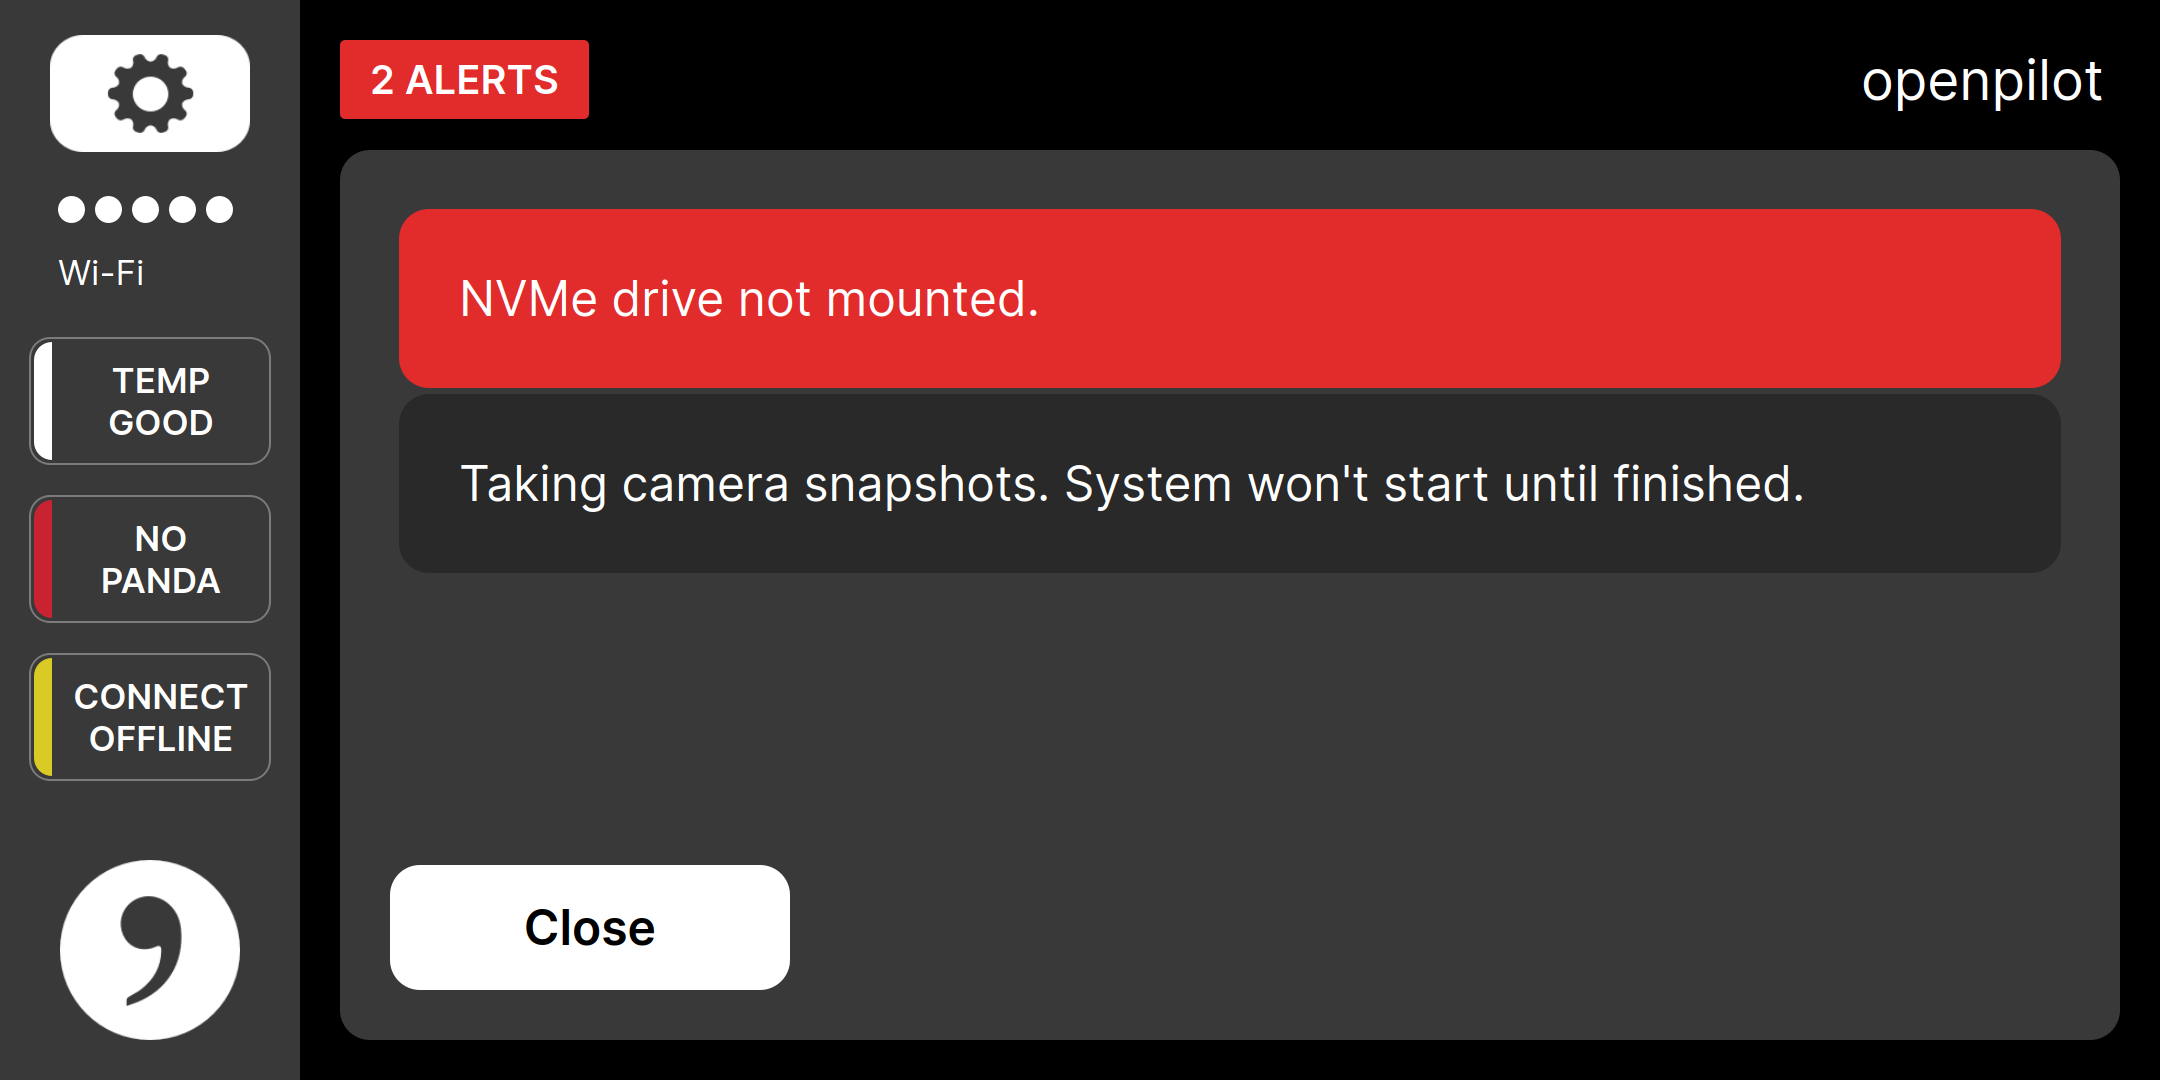 Wi-Fi
TEMP
GOOD
NO
PANDA
CONNECT
OFFLINE
2 ALERTS
openpilot
NVMe drive not mounted.
Taking camera snapshots. System won't start until finished.
Close